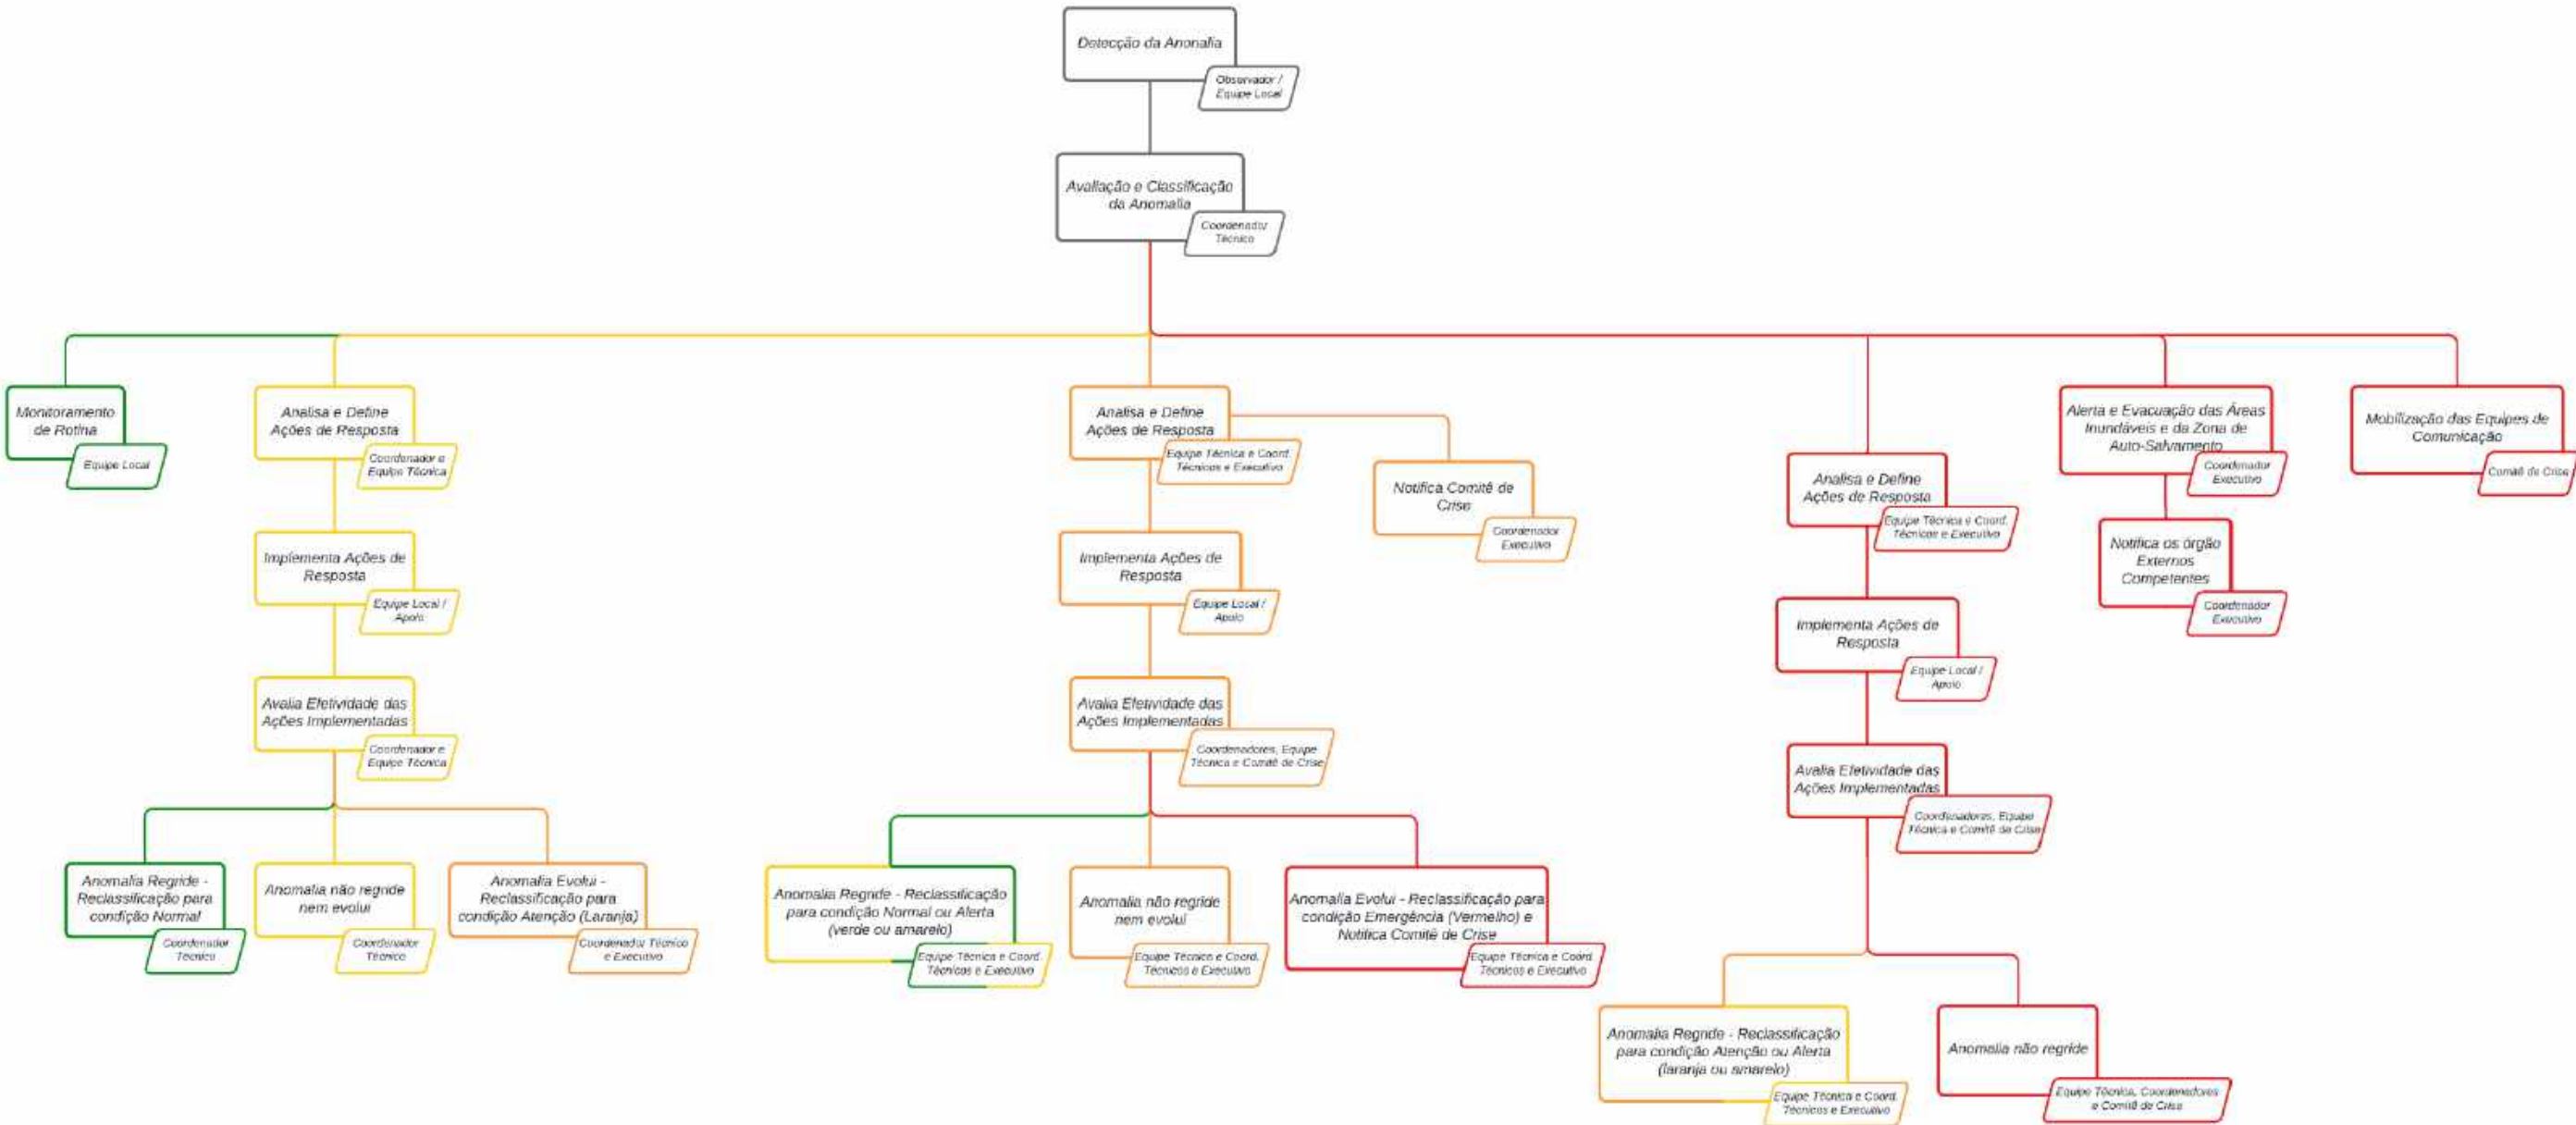 Detecção da Anonalia
Observador /
Equipe Local
Avaliação e Classificação
da Anomalia
Coordenador
Técnico
Monitoramento
de Rotina
Equipe Local
Analisa e Define
Ações de Resposta
Coordenador e
Equipe Técnica
Implementa Ações de
Resposta
Equipe Local /
Apoio
Avalia Efetividade das
Ações Implementadas
Coordenador e
Equipe Técnica
Anomalia Regride -
Reclassificação para
condição Normal
Coordenador
Técnico
Anomalia não regride
nem evolui
Coordenador
Técnico
Anomalia Evolui -
Reclassificação para
condição Atenção (Laranja)
Coordenador Técnico
e Executivo
Analisa e Define
Ações de Resposta
Equipe Técnica e Coord.
Técnicos e Executivo
Notifica Comitê de
Crise
Coordenador
Executivo
Implementa Ações de
Resposta
Equipe Local /
Apoio
Avalia Efetividade das
Ações Implementadas
Coordenadores, Equipe
Técnica e Comitê de Crise
Anomalia Regride - Reclassificação
para condição Normal ou Alerta
(verde ou amarelo)
Equipe Técnica e Coord.
Técnicos e Executivo
Anomalia não regride
nem evolui
Equipe Técnica e Coord.
Técnicos e Executivo
Anomalia Evolui - Reclassificação para
condição Emergência (Vermelho) e
Notifica Comitê de Crise
Equipe Técnica e Coord.
Técnicos e Executivo
Analisa e Define
Ações de Resposta
Equipe Técnica e Coord.
Técnicos e Executivo
Implementa Ações de
Resposta
Equipe Local /
Apoio
Avalia Efetividade das
Ações Implementadas
Coordenadores, Equipe
Técnica e Comitê de Crise
Anomalia Regride - Reclassificação
para condição Atenção ou Alerta
(laranja ou amarelo)
Equipe Técnica e Coord.
Técnicos e Executivo
Anomalia não regride
Equipe Técnica, Coordenadores
e Comitê de Crise
Alerta e Evacuação das Áreas
Inundáveis e da Zona de
Auto-Salvamento
Coordenador
Executivo
Notifica os órgão
Externos
Competentes
Coordenador
Executivo
Mobilização das Equipes de
Comunicação
Comitê de Crise